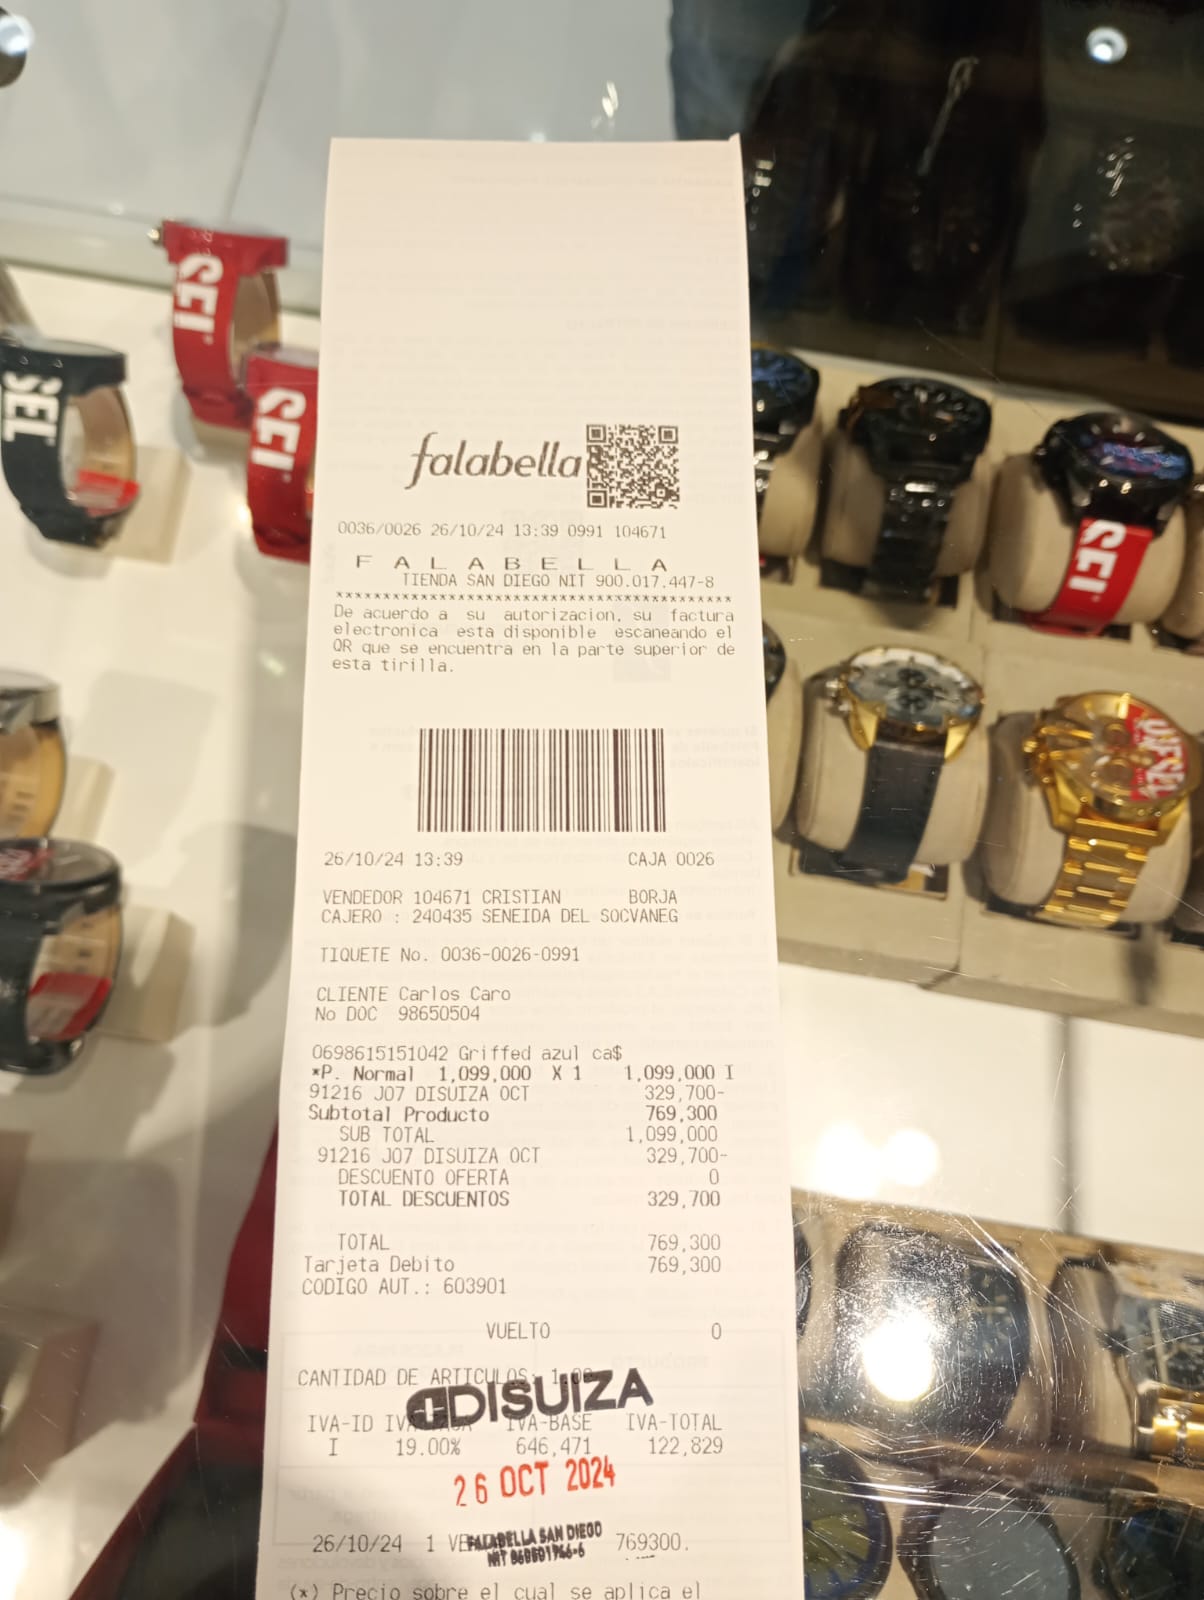 falabella
0036/0026 26/10/24 13:39 0991 104671
F A L A B E L L A
TIENDA SAN DIEGO NIT 900.017.447-8
****************************************
De acuerdo a su autorizacion, su factura
electronica esta disponible escaneando el
QR que se encuentra en la parte superior de
esta tirilla.
26/10/24 13:39 CAJA 0026
VENDEDOR 104671 CRISTIAN BORJA
CAJERO : 240435 SENEIDA DEL SOCVANEG
TIQUETE No. 0036-0026-0991
CLIENTE Carlos Caro
No DOC 98650504
0698615151042 Griffed azul ca$
*P. Normal 1,099,000 X 1 1,099,000 I
91216 J07 DISUIZA OCT 329,700-
Subtotal Producto 769,300
SUB TOTAL 1,099,000
91216 J07 DISUIZA OCT 329,700-
DESCUENTO OFERTA 0
TOTAL DESCUENTOS 329,700
TOTAL 769,300
Tarjeta Debito 769,300
CODIGO AUT.: 603901
VUELTO 0
CANTIDAD DE ARTICULOS:
DISUIZA
IVA-ID IVA-BASE IVA-TOTAL
I 19.00% 646,471 122,829
26 OCT 2024
FALABELLA SAN DIEGO
26/10/24 1 769300.
NIT
(*) Precio sobre el cual se aplica el
SEL
DIESEL